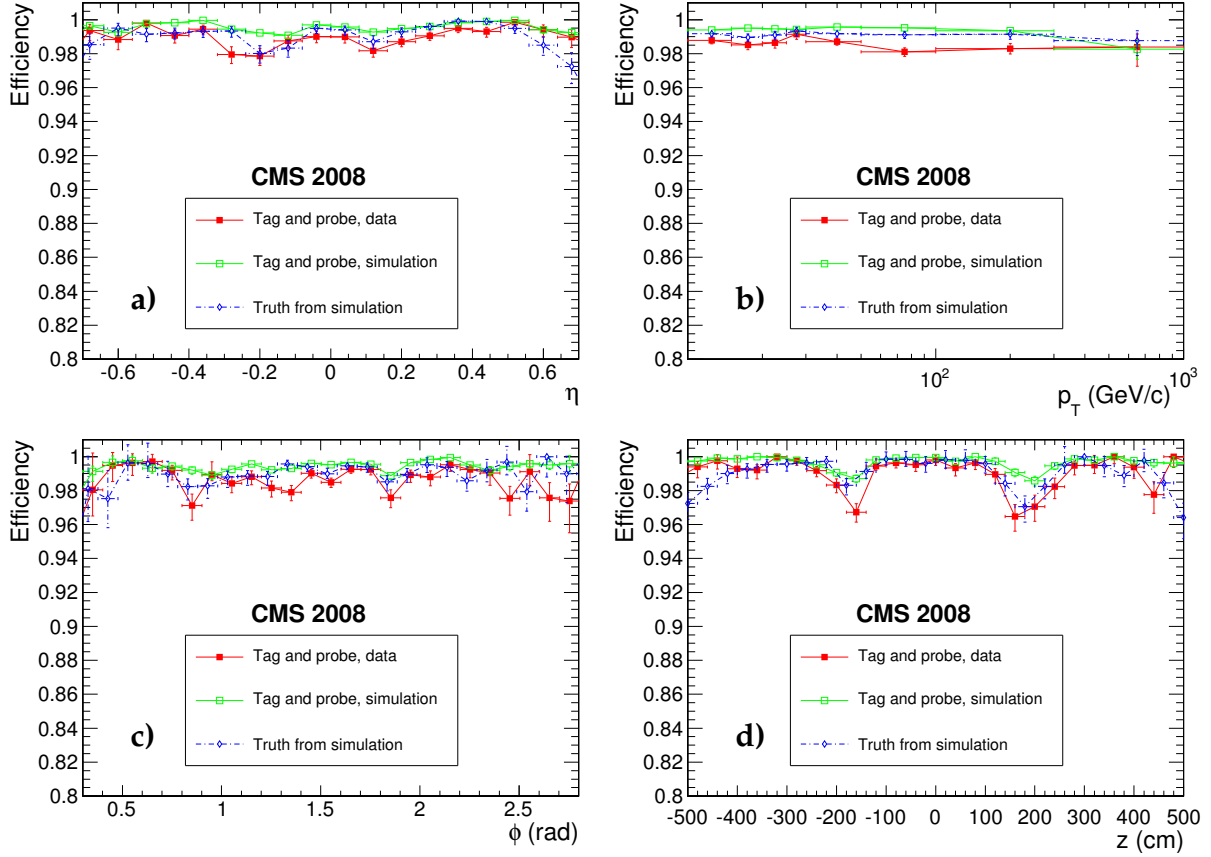 Efficiency
1
0.98
0.96
0.94
0.92
0.9
0.88
0.86
0.84
0.82
0.8
CMS 2008
Tag and probe, data
Tag and probe, simulation
Truth from simulation
a)
-0.6 -0.4 -0.2 0 0.2 0.4 0.6
η
Efficiency
1
0.98
0.96
0.94
0.92
0.9
0.88
0.86
0.84
0.82
0.8
CMS 2008
Tag and probe, data
Tag and probe, simulation
Truth from simulation
b)
10² 10³
p_T (GeV/c)
Efficiency
1
0.98
0.96
0.94
0.92
0.9
0.88
0.86
0.84
0.82
0.8
CMS 2008
Tag and probe, data
Tag and probe, simulation
Truth from simulation
c)
0.5 1 1.5 2 2.5
ϕ (rad)
Efficiency
1
0.98
0.96
0.94
0.92
0.9
0.88
0.86
0.84
0.82
0.8
CMS 2008
Tag and probe, data
Tag and probe, simulation
Truth from simulation
d)
-500 -400 -300 -200 -100 0 100 200 300 400 500
z (cm)